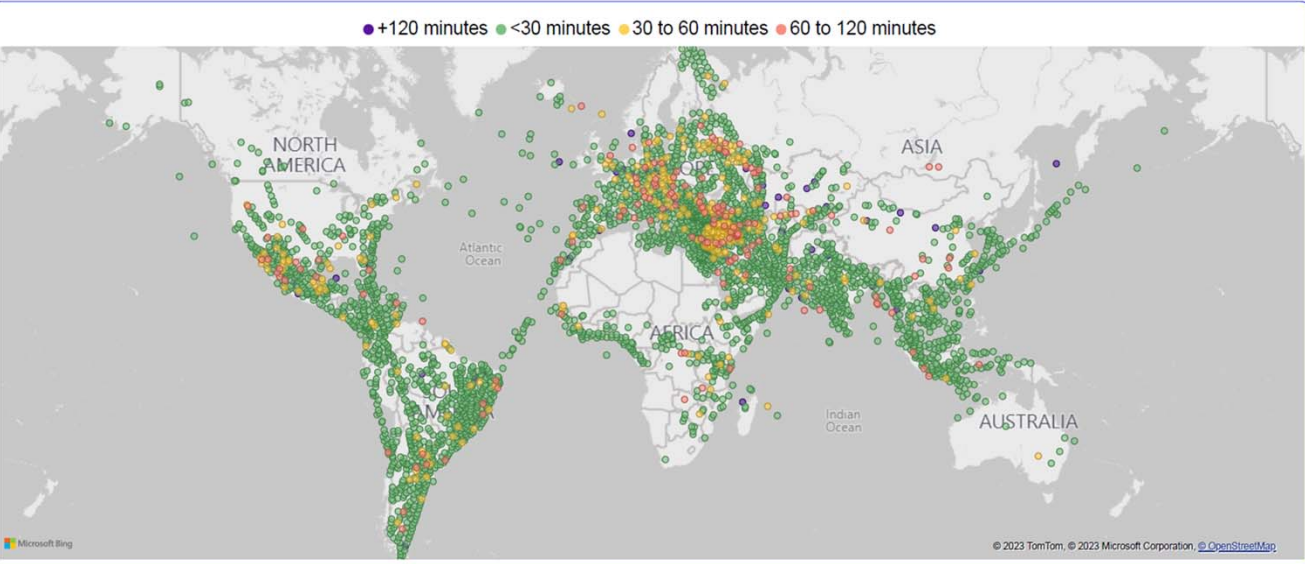 +120 minutes <30 minutes 30 to 60 minutes 60 to 120 minutes
NORTH
AMERICA
ASIA
Atlantic
Ocean
AFRICA
Indian
Ocean
AUSTRALIA
Microsoft Bing
© 2023 TomTom, © 2023 Microsoft Corporation, © OpenStreetMap